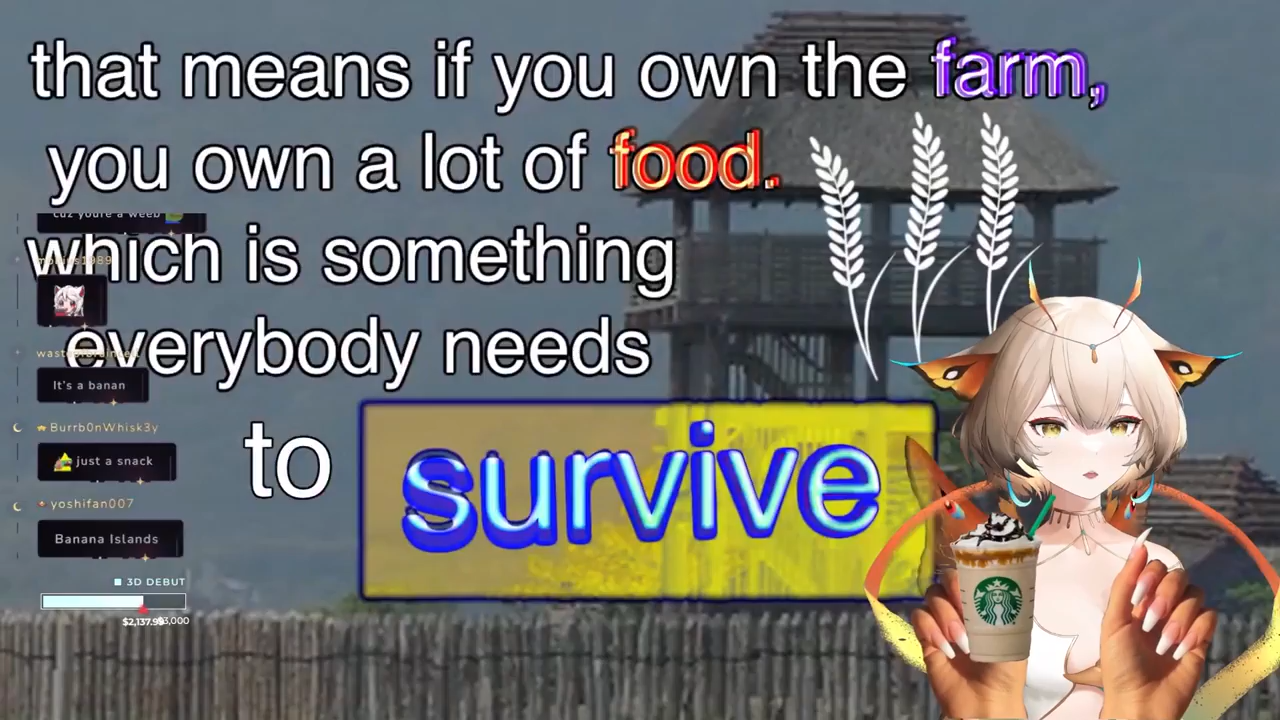 that means if you own the farm,
you own a lot of food.
which is something
everybody needs
to survive
cuz youre a weeb
It's a banan
Burrb0nWhisk3y
just a snack
yoshifan007
Banana Islands
3D DEBUT